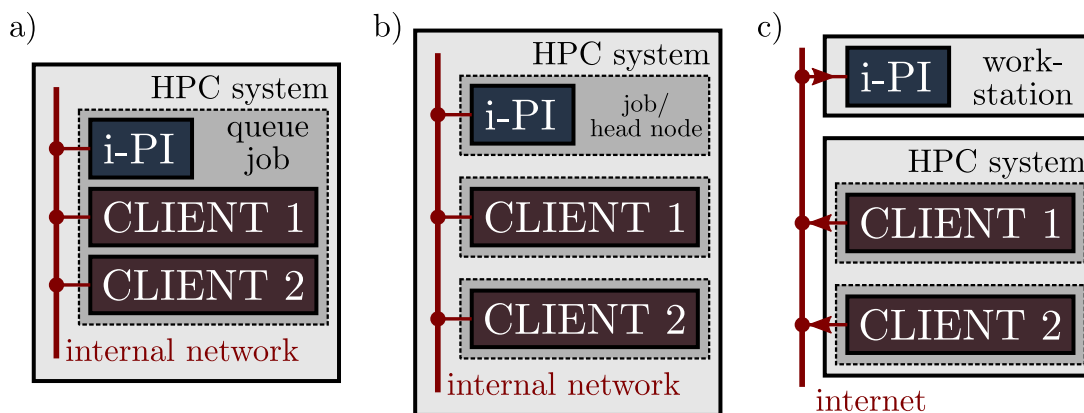 a)
HPC system
queue
job
i-PI
CLIENT 1
CLIENT 2
internal network
b)
HPC system
i-PI
job/
head node
CLIENT 1
CLIENT 2
internal network
c)
i-PI
work-
station
HPC system
CLIENT 1
CLIENT 2
internet